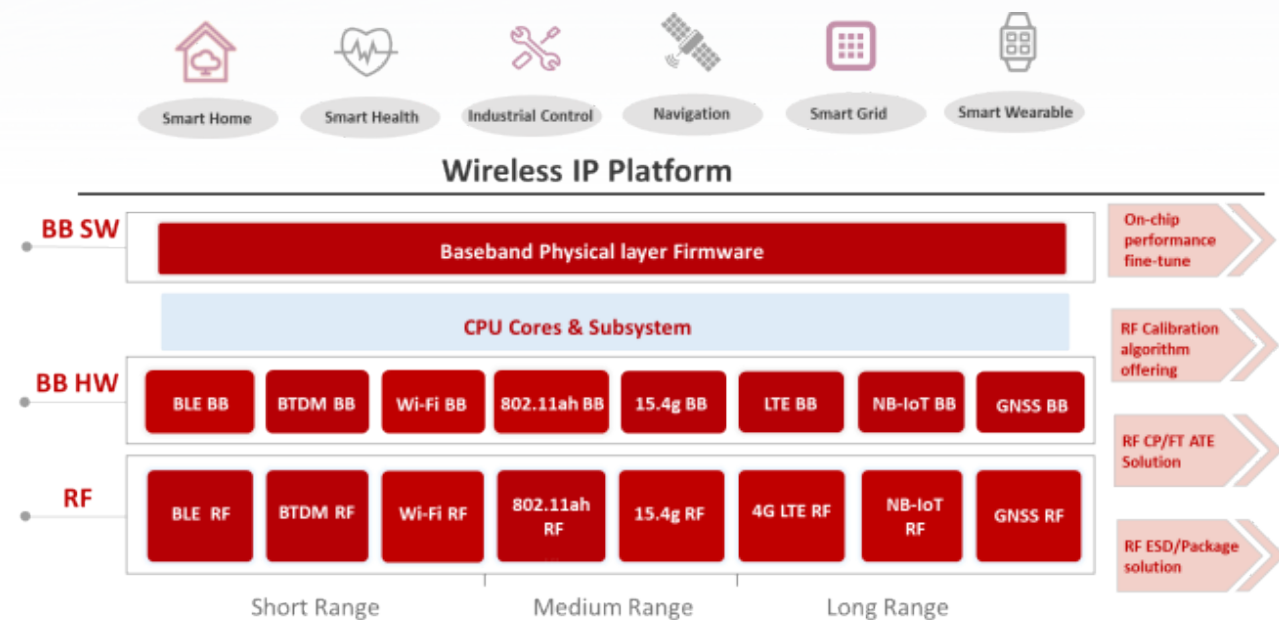 Smart Home
Smart Health
Industrial Control
Navigation
Smart Grid
Smart Wearable
Wireless IP Platform
BB SW
Baseband Physical layer Firmware
On-chip
performance
fine-tune
CPU Cores & Subsystem
RF Calibration
algorithm
offering
BB HW
BLE BB
BTDM BB
Wi-Fi BB
802.11ah BB
15.4g BB
LTE BB
NB-IoT BB
GNSS BB
RF CP/FT ATE
Solution
RF
BLE RF
BTDM RF
Wi-Fi RF
802.11ah
RF
15.4g RF
4G LTE RF
NB-IoT
RF
GNSS RF
RF ESD/Package
solution
Short Range
Medium Range
Long Range